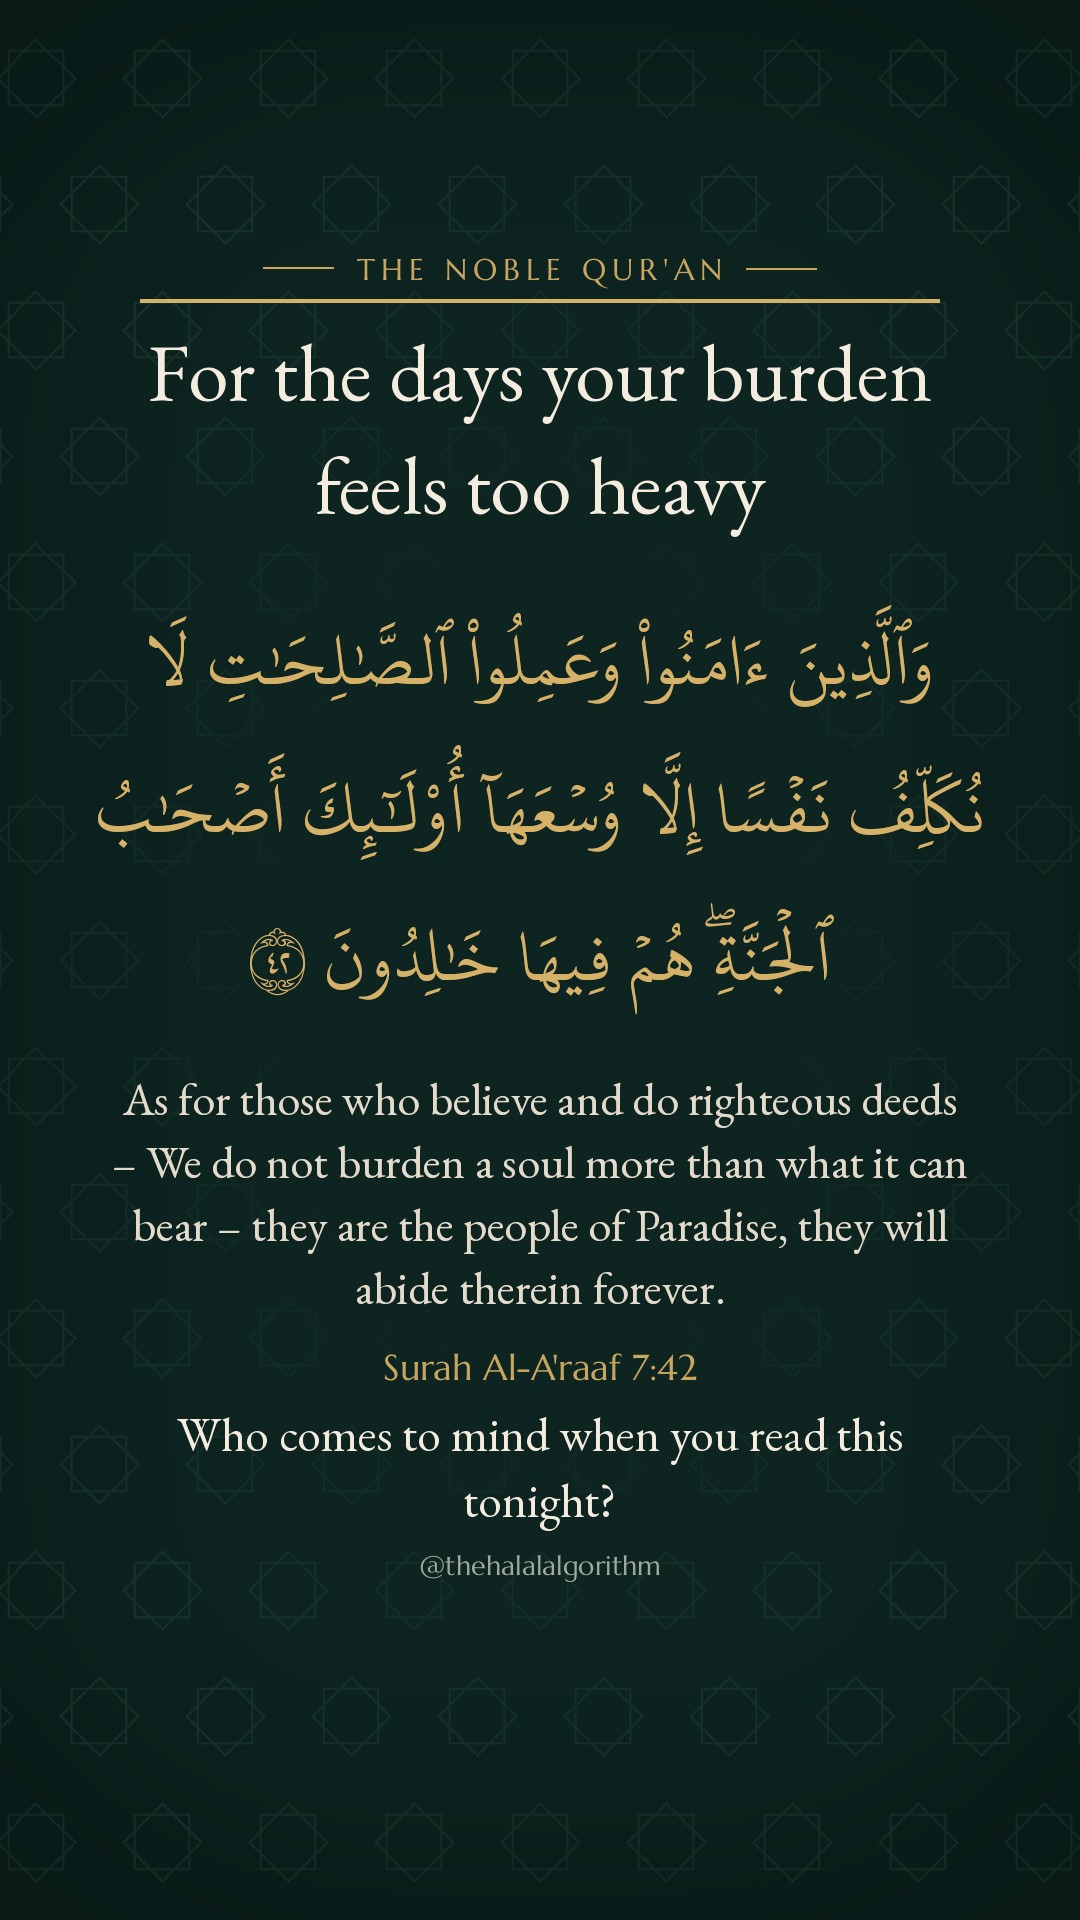 THE NOBLE QUR'AN
For the days your burden
feels too heavy
وَٱلَّذِينَ ءَامَنُوا۟ وَعَمِلُوا۟ ٱلصَّـٰلِحَـٰتِ لَا
نُكَلِّفُ نَفْسًا إِلَّا وُسْعَهَآ أُو۟لَـٰٓئِكَ أَصْحَـٰبُ
ٱلْجَنَّةِ ۖ هُمْ فِيهَا خَـٰلِدُونَ ٤٢
As for those who believe and do righteous deeds
– We do not burden a soul more than what it can
bear – they are the people of Paradise, they will
abide therein forever.
Surah Al-A'raaf 7:42
Who comes to mind when you read this
tonight?
@thehalalalgorithm